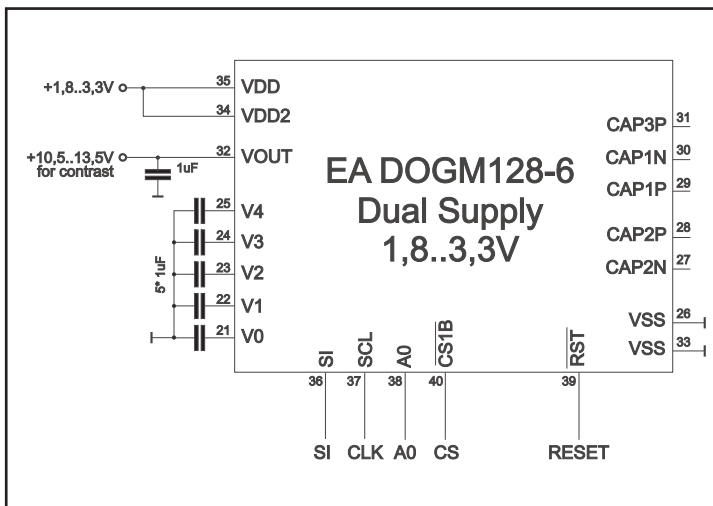 +1,8..3,3V
35 VDD
34 VDD2
+10,5..13,5V
for contrast
1uF
32 VOUT
5* 1uF
25 V4
24 V3
23 V2
22 V1
21 V0
EA DOGM128-6
Dual Supply
1,8..3,3V
CAP3P 31
CAP1N 30
CAP1P 29
CAP2P 28
CAP2N 27
VSS 26
VSS 33
SI SCL A0 CS1B RST
36 37 38 40 39
SI CLK A0 CS RESET